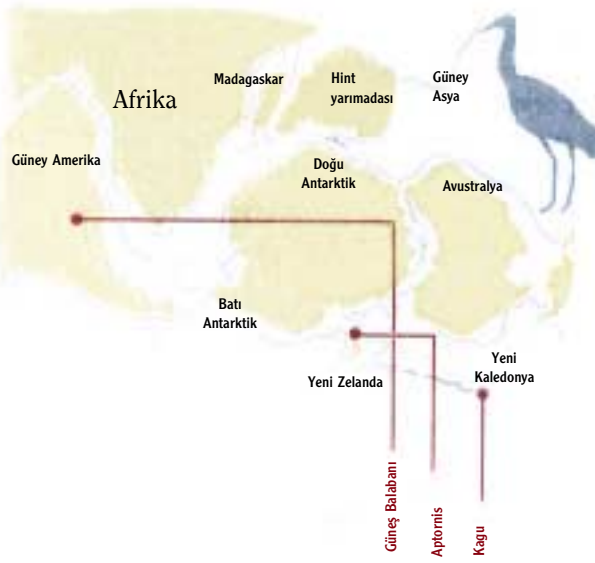 Afrika
Madagaskar
Hint
yarımadası
Güney
Asya
Güney Amerika
Doğu
Antarktik
Avustralya
Batı
Antarktik
Yeni Zelanda
Yeni
Kaledonya
Güneş Balabanı
Aptornis
Kagu